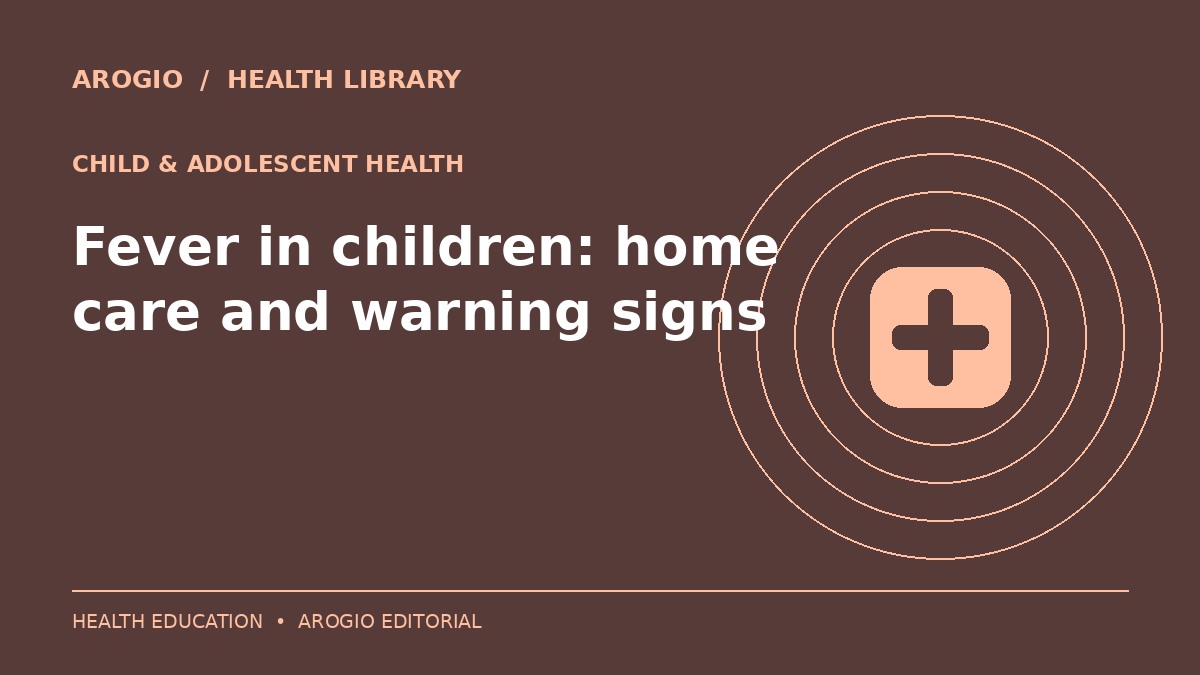 AROGIO / HEALTH LIBRARY
CHILD & ADOLESCENT HEALTH
Fever in children: home
care and warning signs
HEALTH EDUCATION • AROGIO EDITORIAL